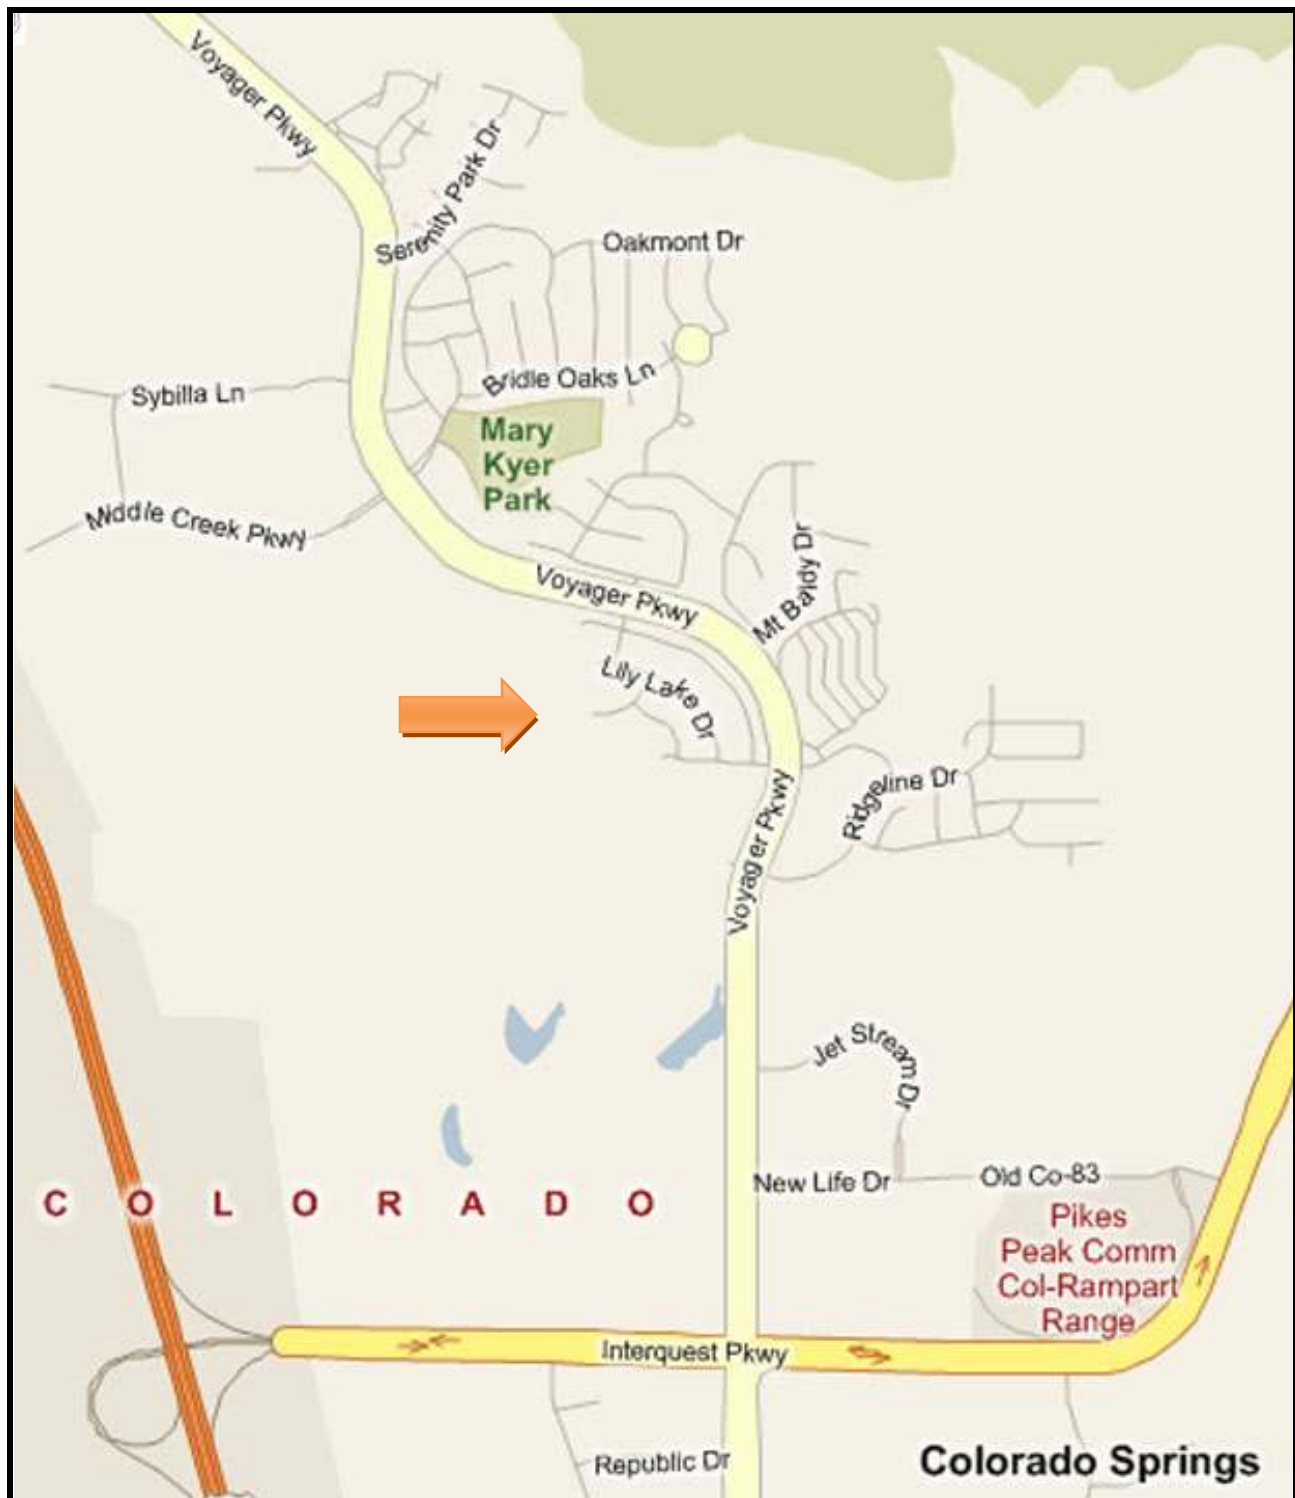 Voyager Pkwy
Serenity Park Dr
Oakmont Dr
Bridle Oaks Ln
Sybilla Ln
Mary
Kyer
Park
Middle Creek Pkwy
Mt Baldy Dr
Voyager Pkwy
Lily Lake Dr
Ridgeline Dr
Voyager Pkwy
Jet Stream Dr
New Life Dr
Old Co-83
COLORADO
Pikes
Peak Comm
Col-Rampart
Range
Interquest Pkwy
Republic Dr
Colorado Springs